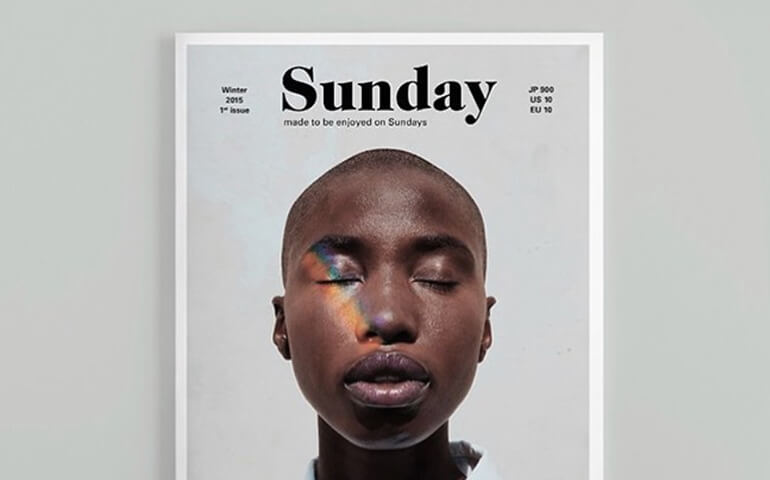 Sunday
Winter
2015
1st issue
JP 900
US 10
EU 10
made to be enjoyed on Sundays